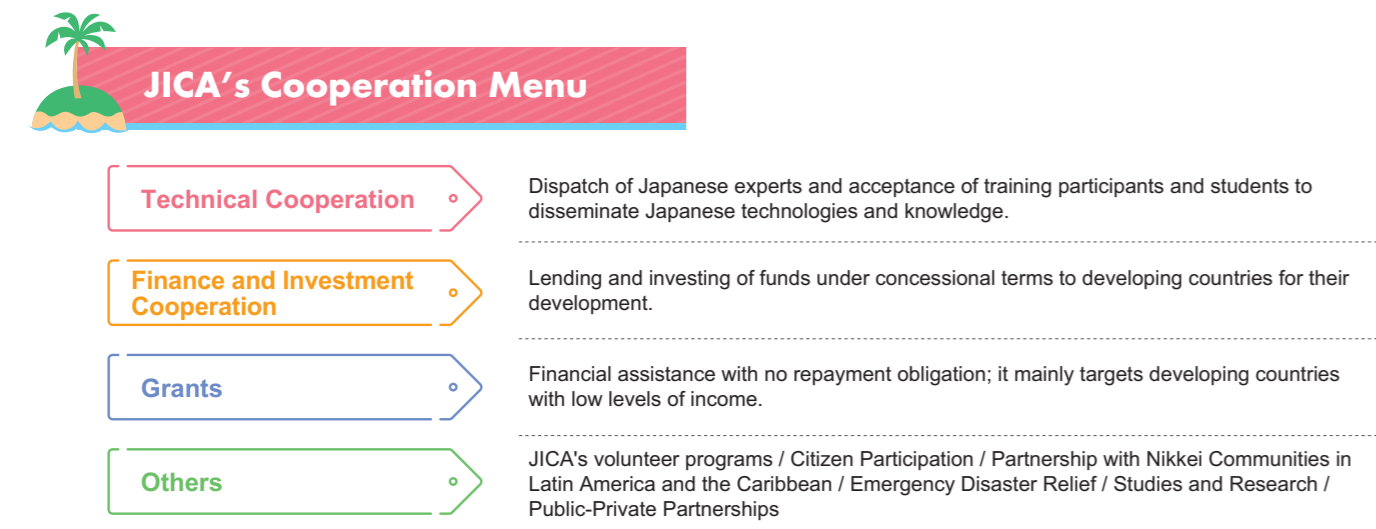 JICA’s Cooperation Menu
Technical Cooperation
Dispatch of Japanese experts and acceptance of training participants and students to
disseminate Japanese technologies and knowledge.
Finance and Investment
Cooperation
Lending and investing of funds under concessional terms to developing countries for their
development.
Grants
Financial assistance with no repayment obligation; it mainly targets developing countries
with low levels of income.
Others
JICA's volunteer programs / Citizen Participation / Partnership with Nikkei Communities in
Latin America and the Caribbean / Emergency Disaster Relief / Studies and Research /
Public-Private Partnerships